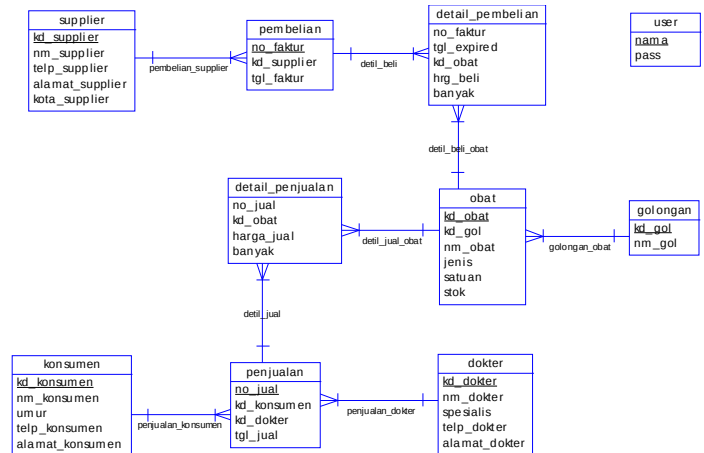 supplier
kd_supplier
nm_supplier
telp_supplier
alamat_supplier
kota_supplier
pembelian_supplier
pembelian
no_faktur
kd_supplier
tgl_faktur
detil_beli
detail_pembelian
no_faktur
tgl_expired
kd_obat
hrg_beli
banyak
user
nama
pass
detil_beli_obat
detail_penjualan
no_jual
kd_obat
harga_jual
banyak
detil_jual_obat
obat
kd_obat
kd_gol
nm_obat
jenis
satuan
stok
golongan_obat
golongan
kd_gol
nm_gol
detil_jual
konsumen
kd_konsumen
nm_konsumen
umur
telp_konsumen
alamat_konsumen
penjualan_konsumen
penjualan
no_jual
kd_konsumen
kd_dokter
tgl_jual
penjualan_dokter
dokter
kd_dokter
nm_dokter
spesialis
telp_dokter
alamat_dokter